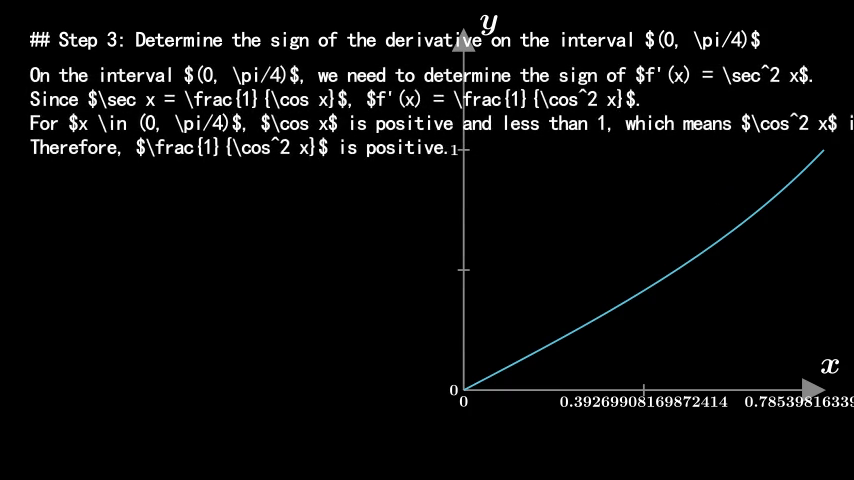 ## Step 3: Determine the sign of the derivative on the interval $(0, \pi/4)$
On the interval $(0, \pi/4)$, we need to determine the sign of $f'(x) = \sec^2 x$.
Since $\sec x = \frac{1}{\cos x}$, $f'(x) = \frac{1}{\cos^2 x}$.
For $x \in (0, \pi/4)$, $\cos x$ is positive and less than 1, which means $\cos^2 x$ i
Therefore, $\frac{1}{\cos^2 x}$ is positive.
y
1
x
0
0 0.39269908169872414 0.78539816339